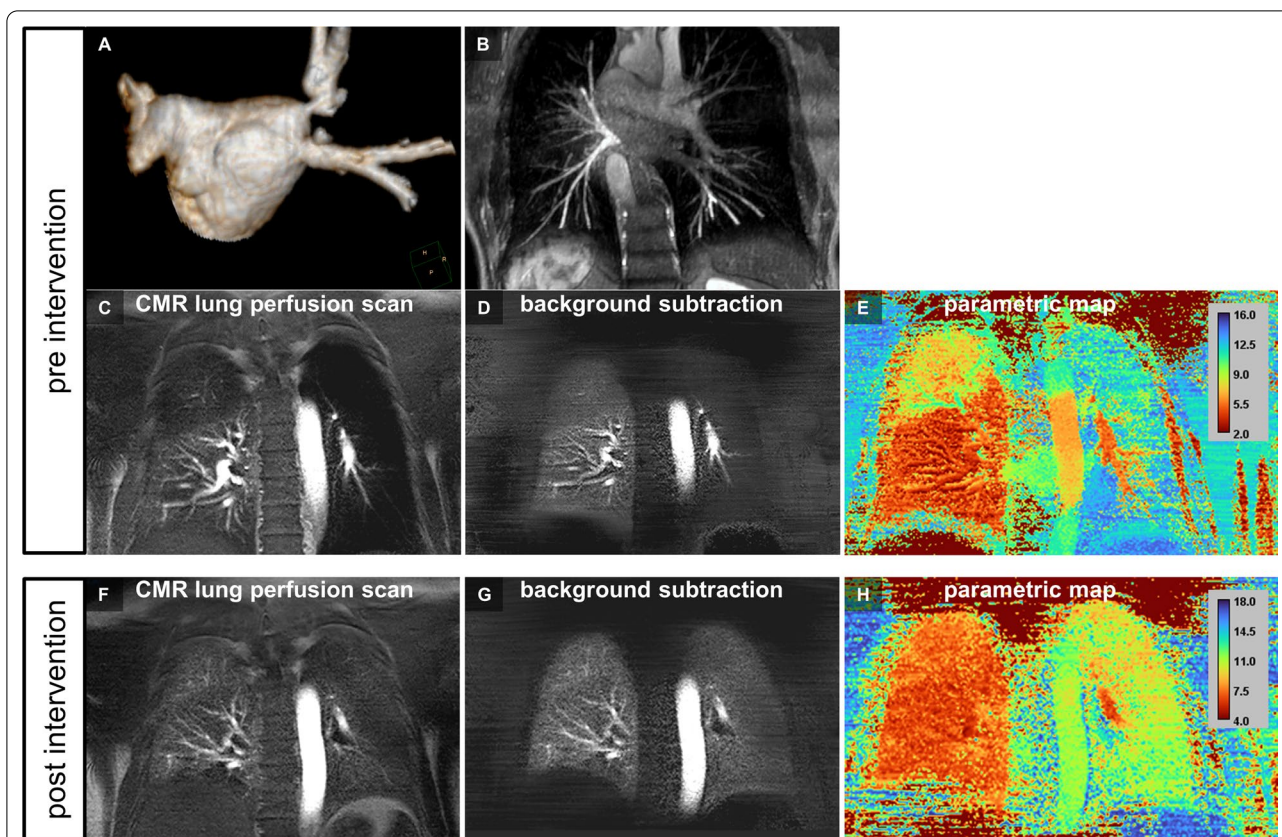 pre intervention
A
B
H
R
P
C CMR lung perfusion scan
D background subtraction
E parametric map
16.0
12.5
9.0
5.5
2.0
post intervention
F CMR lung perfusion scan
G background subtraction
H parametric map
18.0
14.5
11.0
7.5
4.0